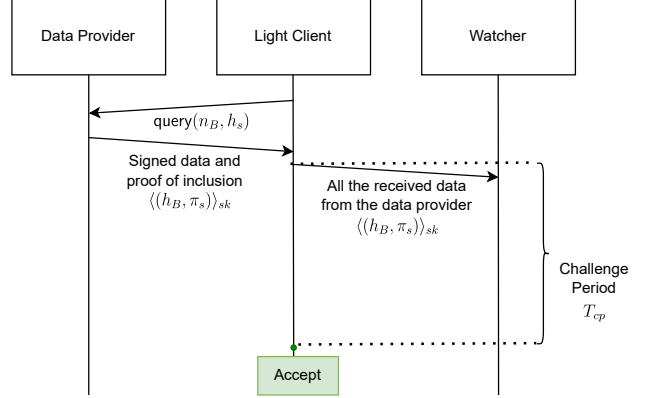 Data Provider
Light Client
Watcher
query(n_B, h_s)
Signed data and
proof of inclusion
⟨(h_B, π_s)⟩_sk
All the received data
from the data provider
⟨(h_B, π_s)⟩_sk
Challenge
Period
T_cp
Accept